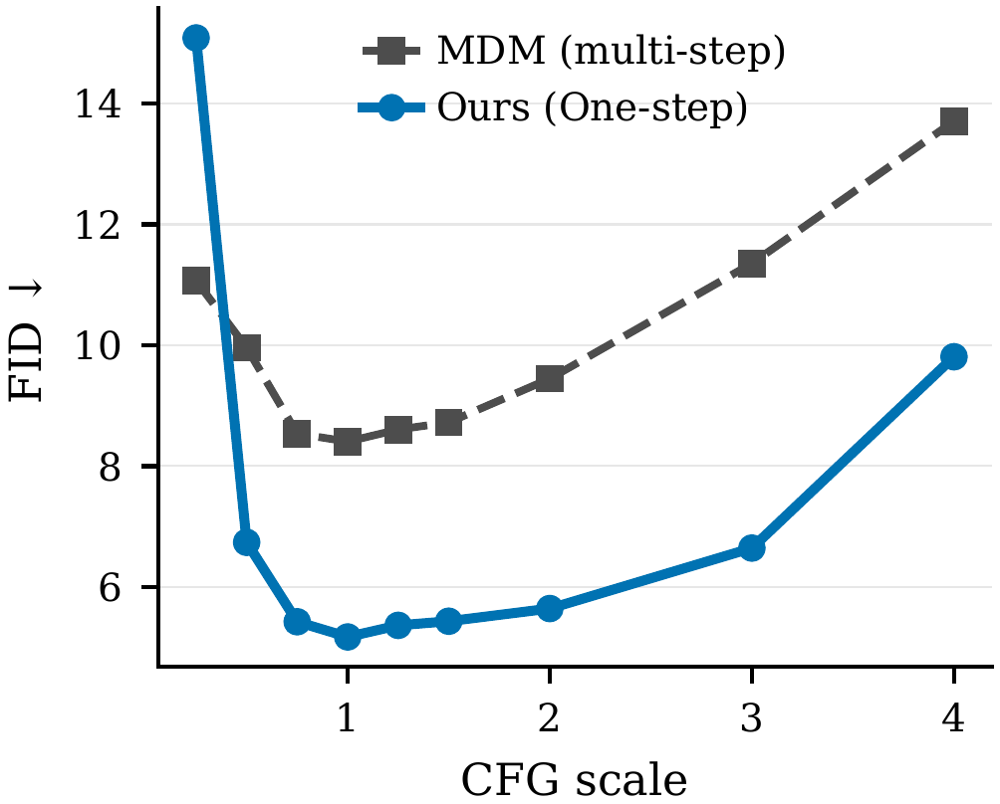 MDM (multi-step)
Ours (One-step)
FID ↓
14
12
10
8
6
1 2 3 4
CFG scale